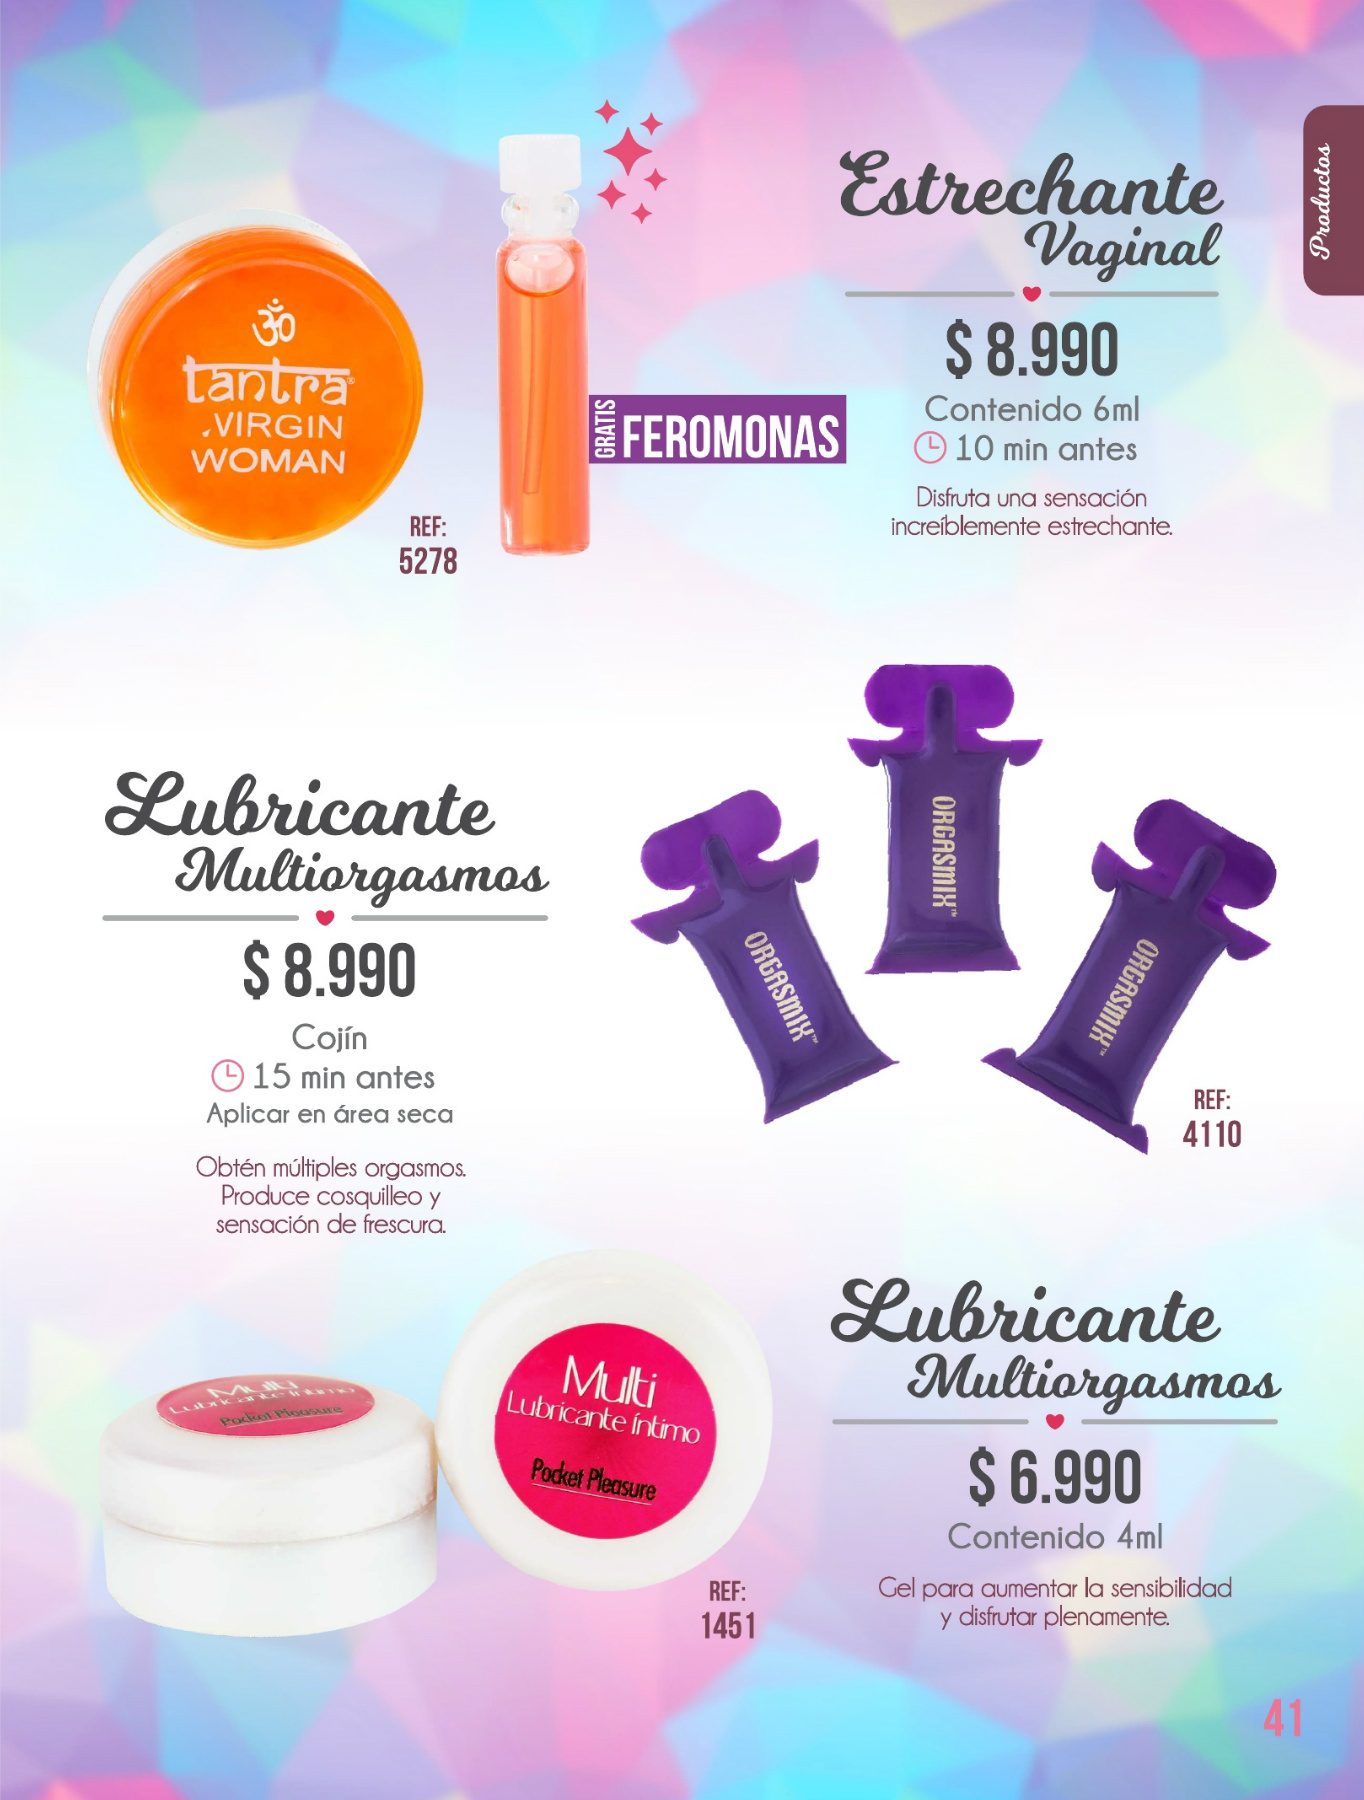 Productos
Estrechante
Vaginal
$ 8.990
Contenido 6ml
10 min antes
Disfruta una sensación
increíblemente estrechante.
ॐ
tantra®
VIRGIN
WOMAN
GRATIS
FEROMONAS
REF:
5278
Lubricante
Multiorgasmos
$ 8.990
Cojín
15 min antes
Aplicar en área seca
Obtén múltiples orgasmos.
Produce cosquilleo y
sensación de frescura.
ORGASMIX™
ORGASMIX™
ORGASMIX™
REF:
4110
Multi
Lubricante íntimo
Pocket Pleasure
Multi
Lubricante íntimo
Pocket Pleasure
REF:
1451
Lubricante
Multiorgasmos
$ 6.990
Contenido 4ml
Gel para aumentar la sensibilidad
y disfrutar plenamente.
41